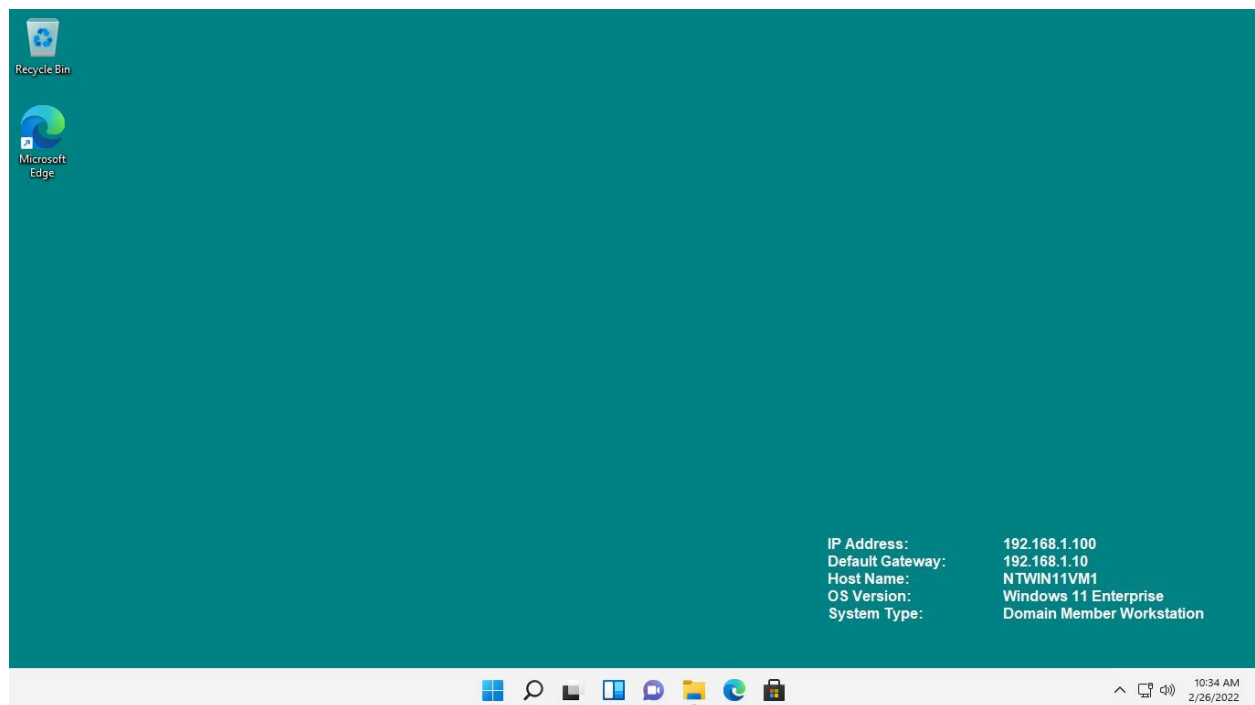 Recycle Bin
Microsoft
Edge
IP Address: 192.168.1.100
Default Gateway: 192.168.1.10
Host Name: NTWIN11VM1
OS Version: Windows 11 Enterprise
System Type: Domain Member Workstation
10:34 AM
2/26/2022